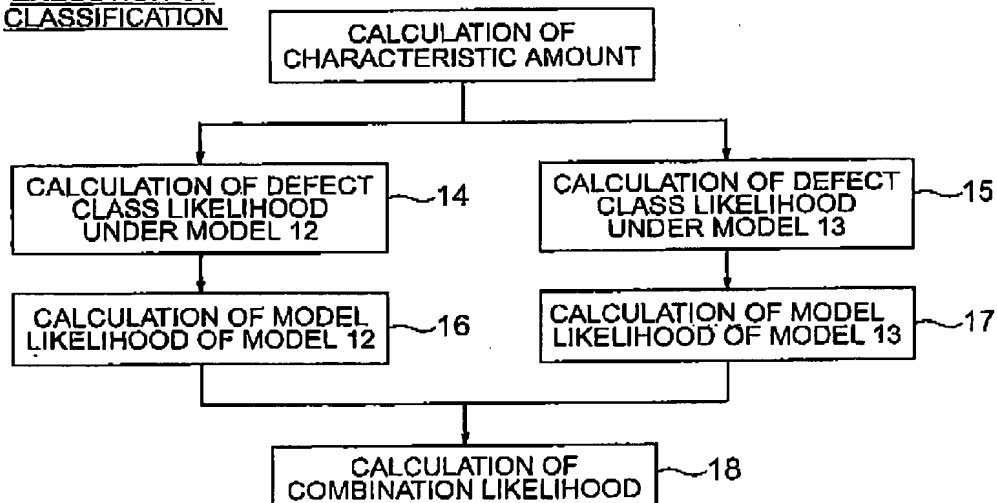 CLASSIFICATION
CALCULATION OF
CHARACTERISTIC AMOUNT
CALCULATION OF DEFECT
CLASS LIKELIHOOD
UNDER MODEL 12
14
CALCULATION OF DEFECT
CLASS LIKELIHOOD
UNDER MODEL 13
15
CALCULATION OF MODEL
LIKELIHOOD OF MODEL 12
16
CALCULATION OF MODEL
LIKELIHOOD OF MODEL 13
17
CALCULATION OF
COMBINATION LIKELIHOOD
18